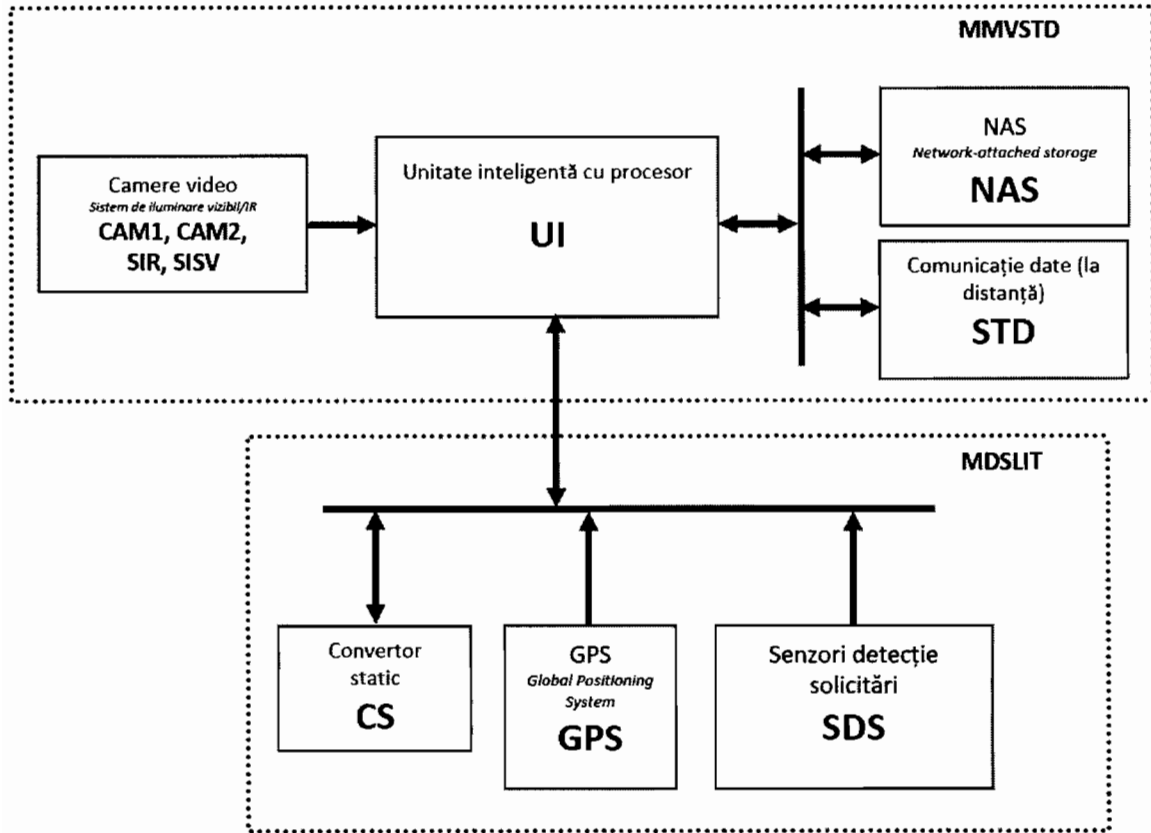 MMVSTD
Camere video
Sistem de iluminare vizibil/IR
CAM1, CAM2,
SIR, SISV
Unitate inteligentă cu procesor
UI
NAS
Network-attached storage
NAS
Comunicație date (la
distanță)
STD
MDSLIT
Convertor
static
CS
GPS
Global Positioning
System
GPS
Senzori detecție
solicitări
SDS